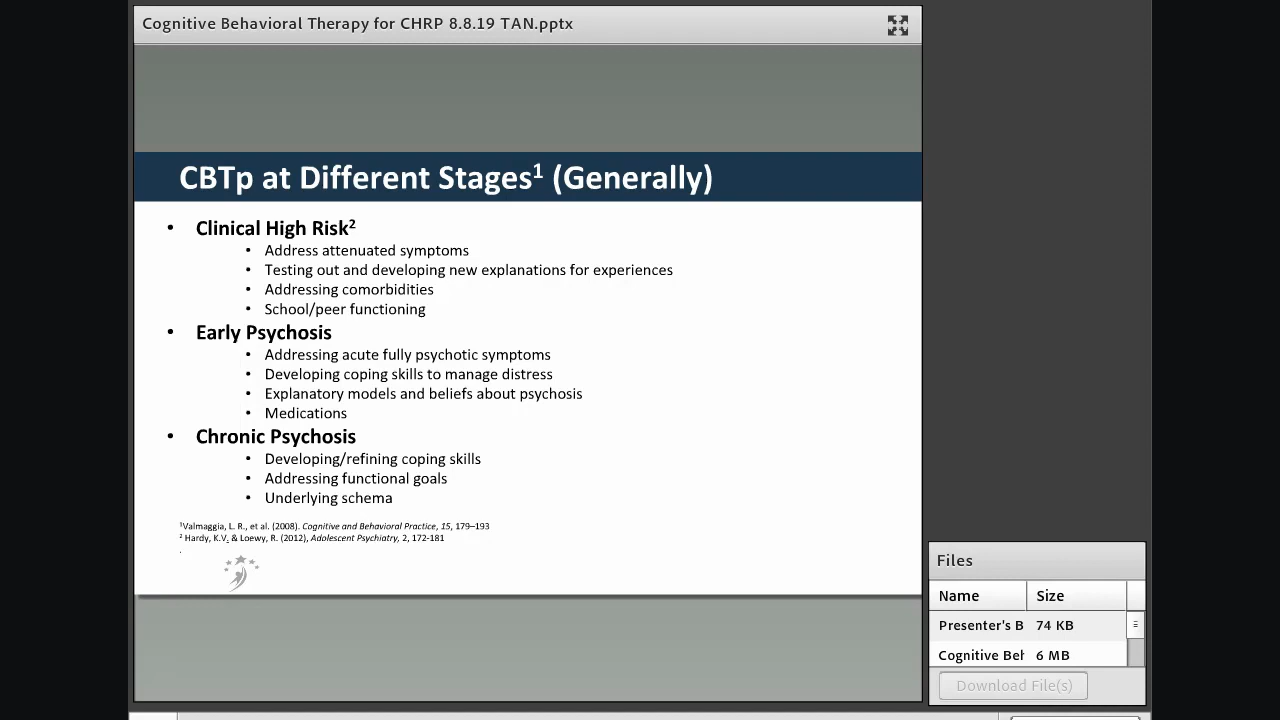 Cognitive Behavioral Therapy for CHRP 8.8.19 TAN.pptx
CBTp at Different Stages¹ (Generally)
• Clinical High Risk²
• Address attenuated symptoms
• Testing out and developing new explanations for experiences
• Addressing comorbidities
• School/peer functioning
• Early Psychosis
• Addressing acute fully psychotic symptoms
• Developing coping skills to manage distress
• Explanatory models and beliefs about psychosis
• Medications
• Chronic Psychosis
• Developing/refining coping skills
• Addressing functional goals
• Underlying schema
¹Valmaggia, L. R., et al. (2008). Cognitive and Behavioral Practice, 15, 179–193
² Hardy, K.V. & Loewy, R. (2012), Adolescent Psychiatry, 2, 172-181
.
Files
Name Size
Presenter's B 74 KB
Cognitive Beh 6 MB
Download File(s)